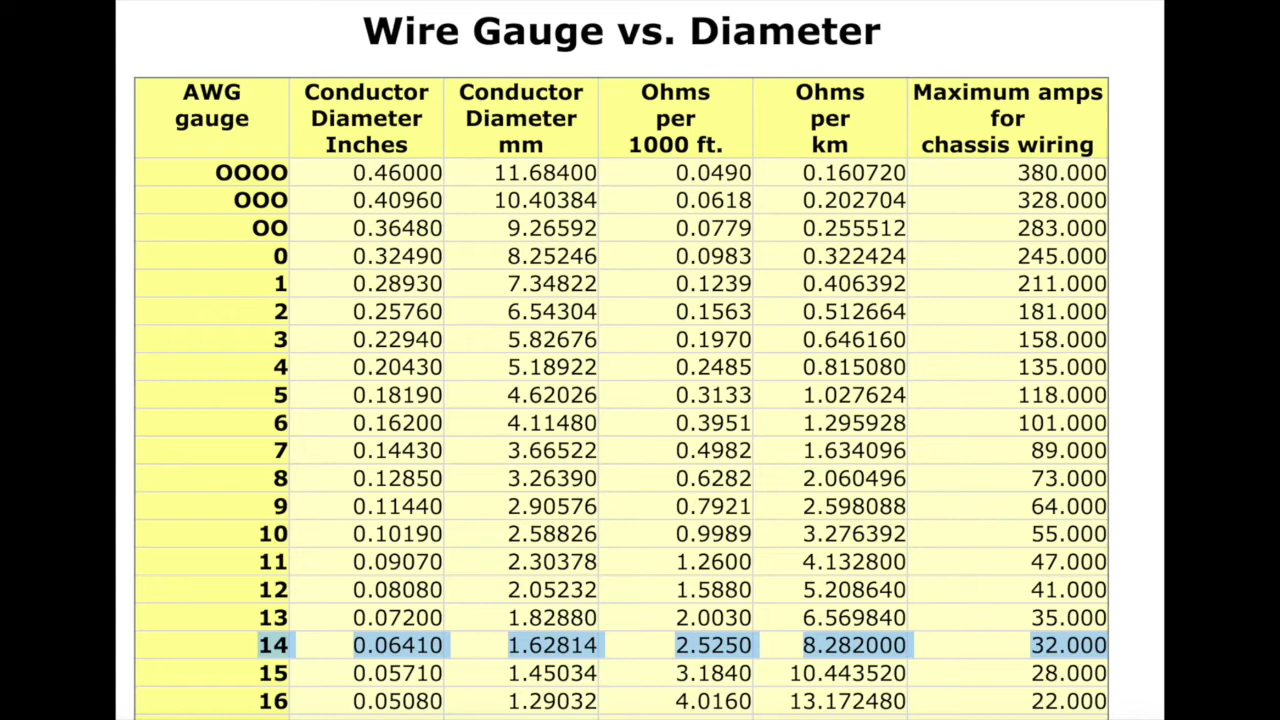 Wire Gauge vs. Diameter
AWG gauge Conductor Diameter Inches Conductor Diameter mm Ohms per 1000 ft. Ohms per km Maximum amps for chassis wiring
OOOO 0.46000 11.68400 0.0490 0.160720 380.000
OOO 0.40960 10.40384 0.0618 0.202704 328.000
OO 0.36480 9.26592 0.0779 0.255512 283.000
0 0.32490 8.25246 0.0983 0.322424 245.000
1 0.28930 7.34822 0.1239 0.406392 211.000
2 0.25760 6.54304 0.1563 0.512664 181.000
3 0.22940 5.82676 0.1970 0.646160 158.000
4 0.20430 5.18922 0.2485 0.815080 135.000
5 0.18190 4.62026 0.3133 1.027624 118.000
6 0.16200 4.11480 0.3951 1.295928 101.000
7 0.14430 3.66522 0.4982 1.634096 89.000
8 0.12850 3.26390 0.6282 2.060496 73.000
9 0.11440 2.90576 0.7921 2.598088 64.000
10 0.10190 2.58826 0.9989 3.276392 55.000
11 0.09070 2.30378 1.2600 4.132800 47.000
12 0.08080 2.05232 1.5880 5.208640 41.000
13 0.07200 1.82880 2.0030 6.569840 35.000
14 0.06410 1.62814 2.5250 8.282000 32.000
15 0.05710 1.45034 3.1840 10.443520 28.000
16 0.05080 1.29032 4.0160 13.172480 22.000